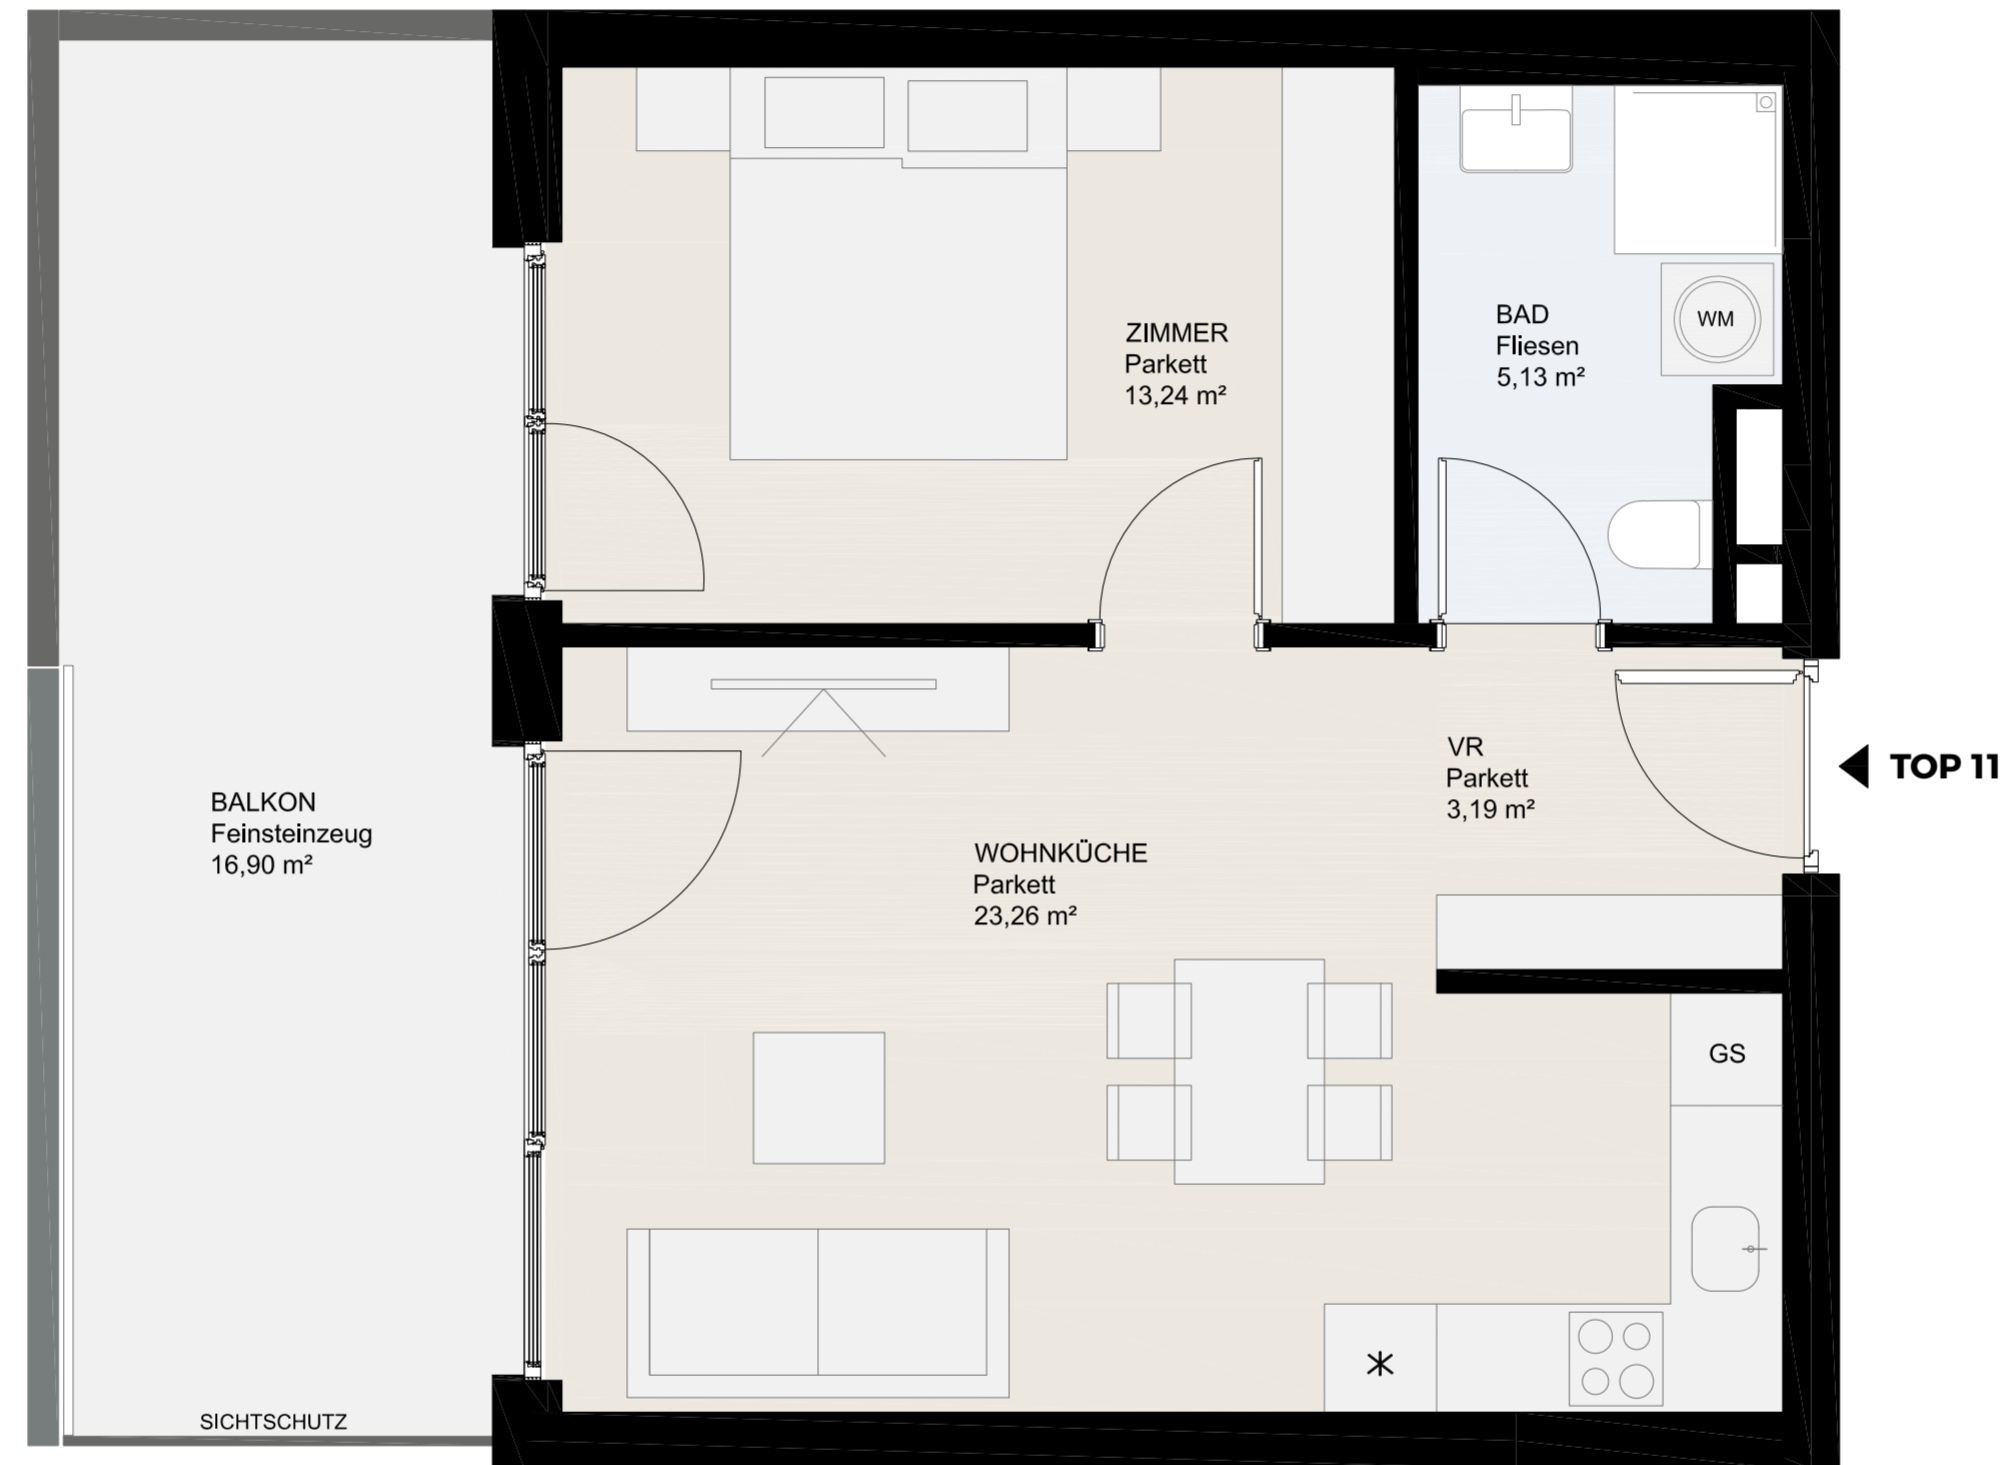 ZIMMER
Parkett
13,24 m²
BAD
Fliesen
5,13 m²
WM
BALKON
Feinsteinzeug
16,90 m²
WOHNKÜCHE
Parkett
23,26 m²
VR
Parkett
3,19 m²
TOP 11
GS
*
SICHTSCHUTZ